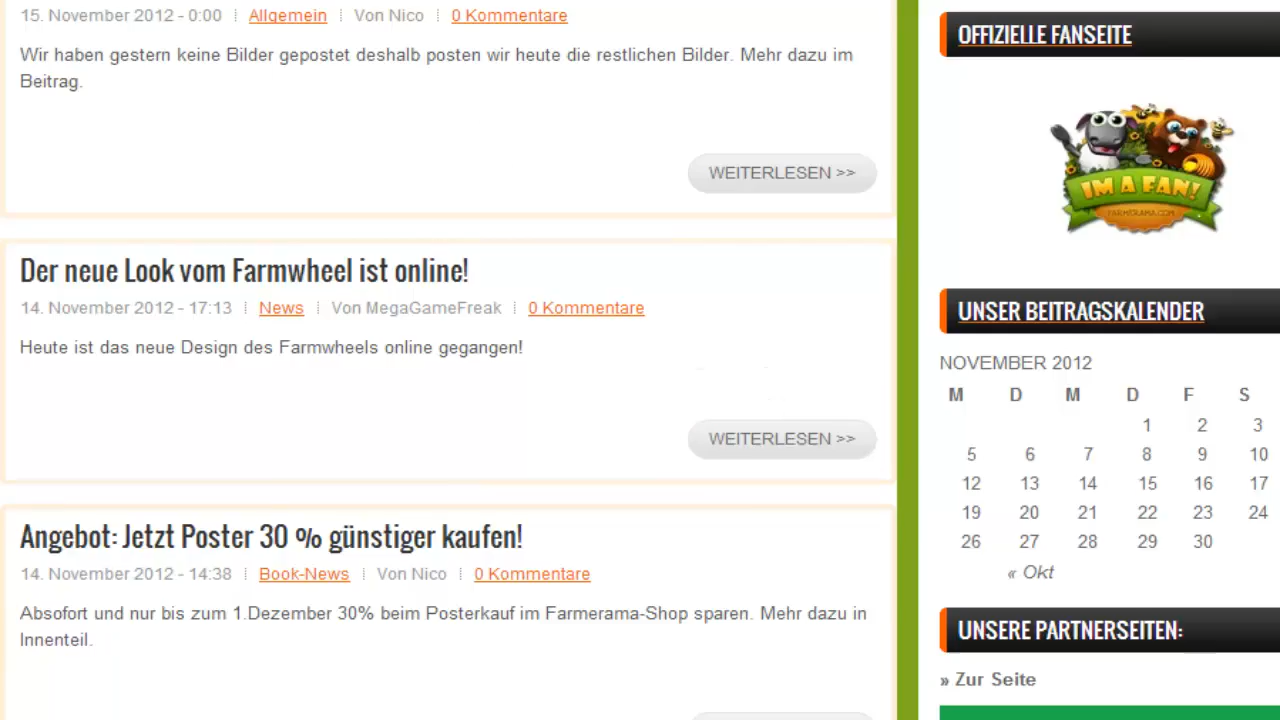 15. November 2012 - 0:00 Allgemein Von Nico 0 Kommentare
Wir haben gestern keine Bilder gepostet deshalb posten wir heute die restlichen Bilder. Mehr dazu im
Beitrag.
WEITERLESEN >>
Der neue Look vom Farmwheel ist online!
14. November 2012 - 17:13 News Von MegaGameFreak 0 Kommentare
Heute ist das neue Design des Farmwheels online gegangen!
WEITERLESEN >>
Angebot: Jetzt Poster 30 % günstiger kaufen!
14. November 2012 - 14:38 Book-News Von Nico 0 Kommentare
Absofort und nur bis zum 1.Dezember 30% beim Posterkauf im Farmerama-Shop sparen. Mehr dazu in
Innenteil.
OFFIZIELLE FANSEITE
IM A FAN!
FARMERAMA.COM
UNSER BEITRAGSKALENDER
NOVEMBER 2012
M D M D F S
1 2 3
5 6 7 8 9 10
12 13 14 15 16 17
19 20 21 22 23 24
26 27 28 29 30
« Okt
UNSERE PARTNERSEITEN:
» Zur Seite